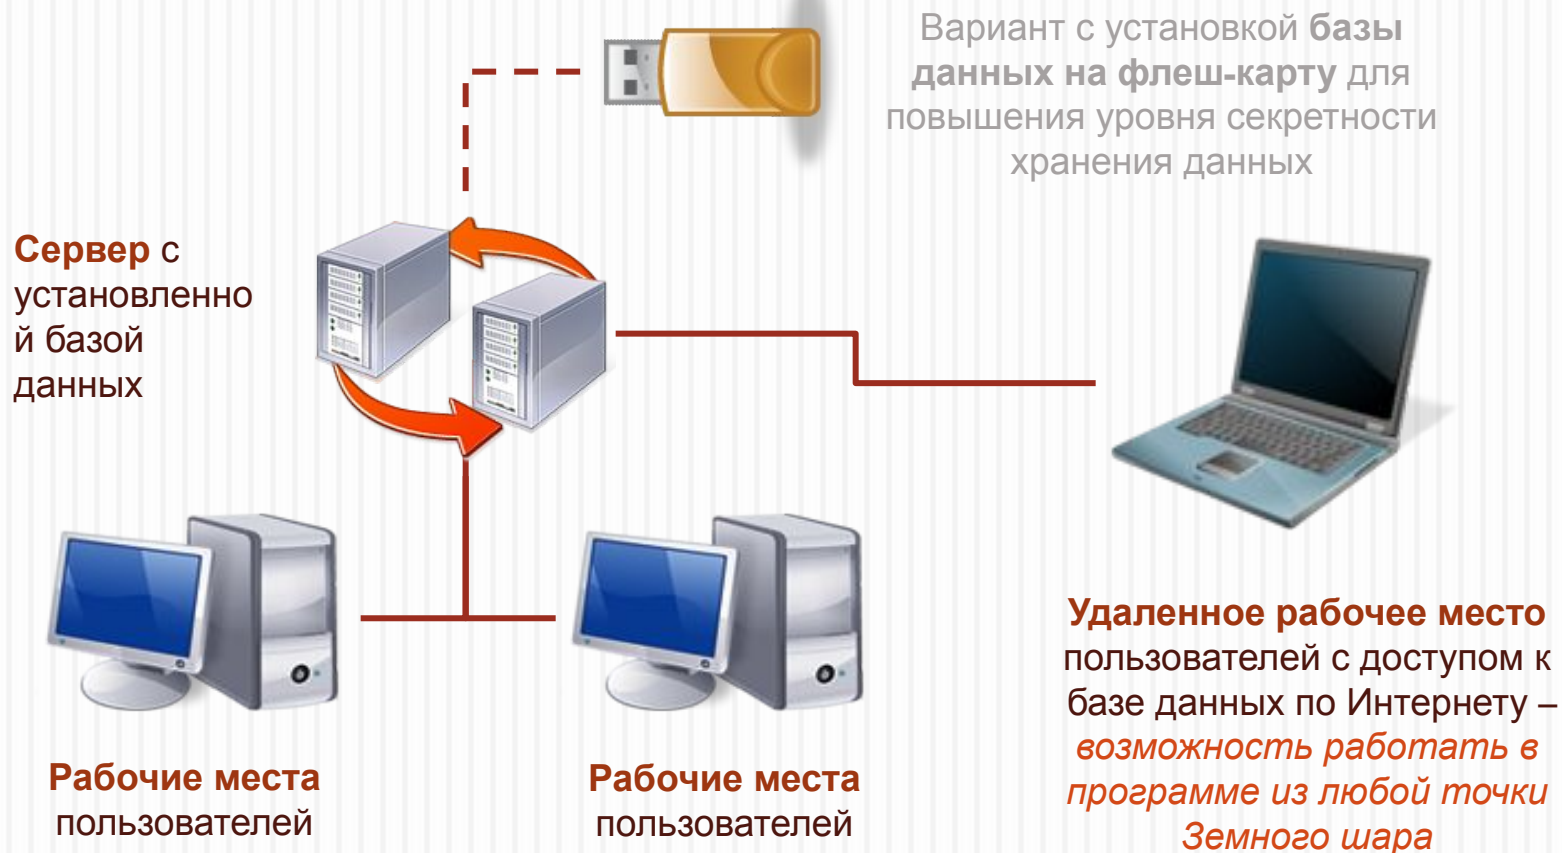 Вариант с установкой базы
данных на флеш-карту для
повышения уровня секретности
хранения данных
Сервер с
установленно
й базой
данных
Рабочие места
пользователей
Рабочие места
пользователей
Удаленное рабочее место
пользователей с доступом к
базе данных по Интернету –
возможность работать в
программе из любой точки
Земного шара